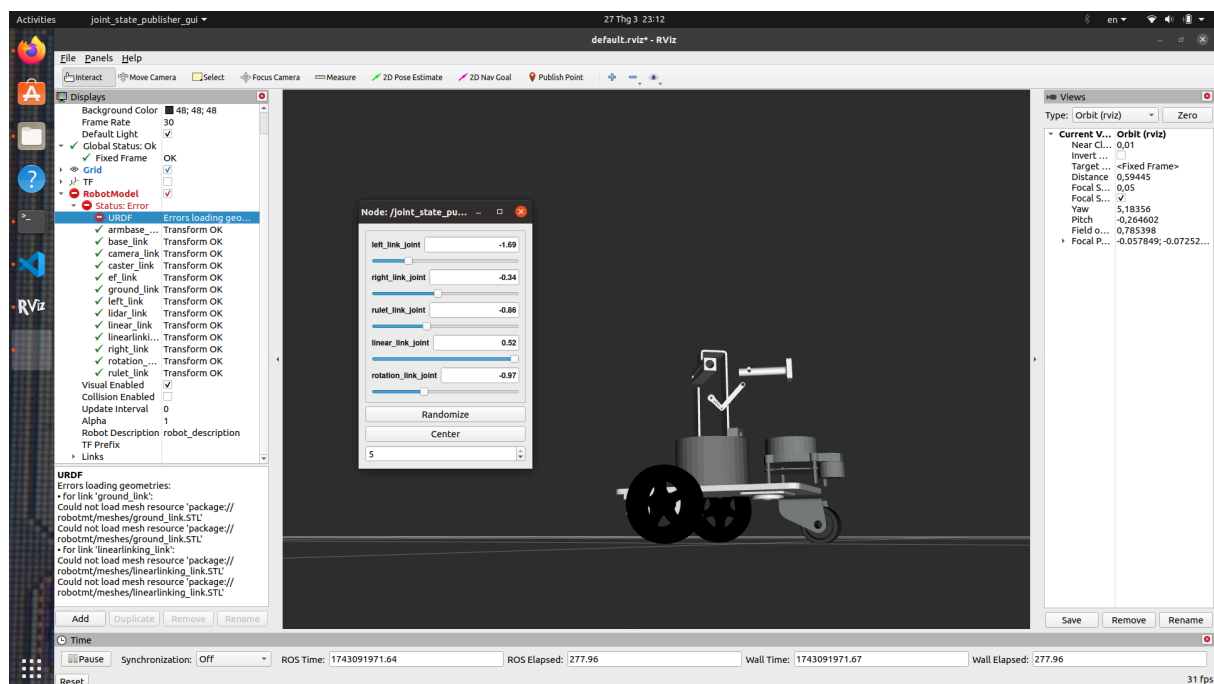 Activities joint_state_publisher_gui 27 Thg 3 23:12 en
default.rviz* - RViz
File Panels Help
Interact Move Camera Select Focus Camera Measure 2D Pose Estimate 2D Nav Goal Publish Point
Displays
Background Color 48; 48; 48
Frame Rate 30
Default Light
Global Status: Ok
Fixed Frame OK
Grid
TF
RobotModel
Status: Error
URDF Errors loading geo...
armbase_... Transform OK
base_link Transform OK
camera_link Transform OK
caster_link Transform OK
ef_link Transform OK
ground_link Transform OK
left_link Transform OK
lidar_link Transform OK
linear_link Transform OK
linearlinki... Transform OK
right_link Transform OK
rotation_... Transform OK
rulet_link Transform OK
Visual Enabled
Collision Enabled
Update Interval 0
Alpha 1
Robot Description robot_description
TF Prefix
Links
URDF
Errors loading geometries:
• for link 'ground_link':
Could not load mesh resource 'package://
robotmt/meshes/ground_link.STL'
Could not load mesh resource 'package://
robotmt/meshes/ground_link.STL'
• for link 'linearlinking_link':
Could not load mesh resource 'package://
robotmt/meshes/linearlinking_link.STL'
Could not load mesh resource 'package://
robotmt/meshes/linearlinking_link.STL'
Add Duplicate Remove Rename
Node: /joint_state_pu...
left_link_joint -1.69
right_link_joint -0.34
rulet_link_joint -0.86
linear_link_joint 0.52
rotation_link_joint -0.97
Randomize
Center
5
Views
Type: Orbit (rviz) Zero
Current V... Orbit (rviz)
Near Cl... 0,01
Invert ...
Target ... <Fixed Frame>
Distance 0,59445
Focal S... 0,05
Focal S...
Yaw 5,18356
Pitch -0,264602
Field o... 0,785398
Focal P... -0.057849; -0.07252...
Save Remove Rename
RViz
Time
Pause Synchronization: Off ROS Time: 1743091971.64 ROS Elapsed: 277.96 Wall Time: 1743091971.67 Wall Elapsed: 277.96
Reset 31 fps